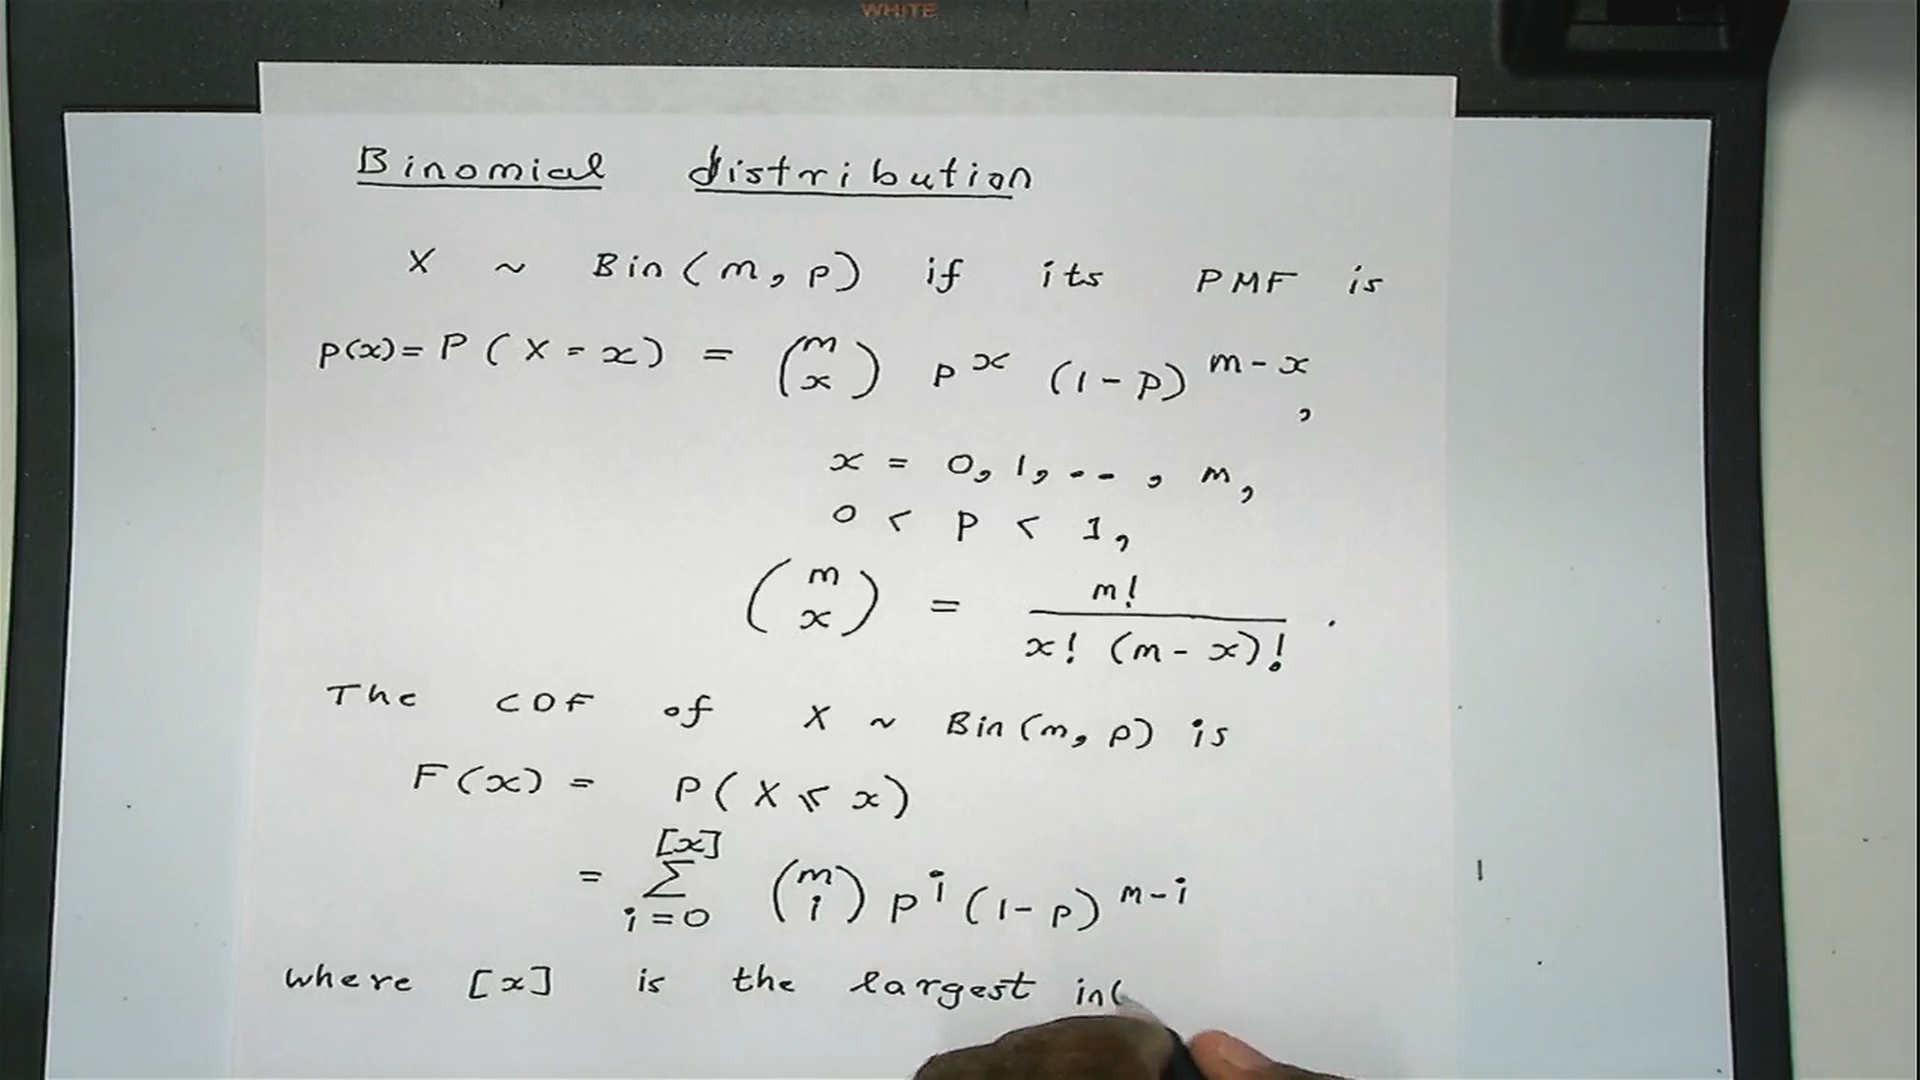 WHITE
Binomial distribution
X ~ Bin(m, p) if its PMF is
p(x) = P(X = x) = (m x) p^x (1-p)^{m-x},
x = 0, 1, .., m,
0 < p < 1,
(m x) = m! / x! (m-x)! .
The CDF of X ~ Bin(m, p) is
F(x) = P(X ≤ x)
= Σ_{i=0}^{[x]} (m i) p^i (1-p)^{m-i}
where [x] is the largest